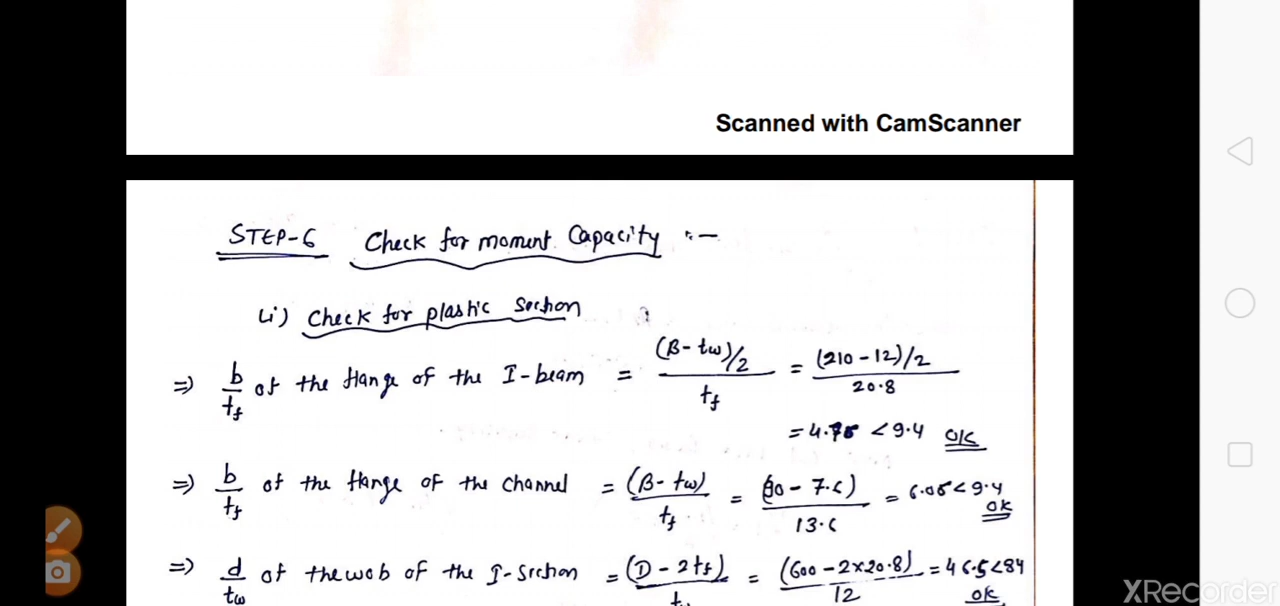 Scanned with CamScanner
STEP-6 Check for moment Capacity :-
(i) Check for plastic Section
⇒ b/tf of the flange of the I-beam = (B-tw)/2 / tf = (210-12)/2 / 20.8
= 4.75 < 9.4 OK
⇒ b/tf of the flange of the channel = (B-tw) / tf = (90-7.6) / 13.6 = 6.05 < 9.4 OK
⇒ d/tw of the web of the I-Section = (D-2tf) / tw = (600-2×20.8) / 12 = 46.5 < 84 OK
XRecorder